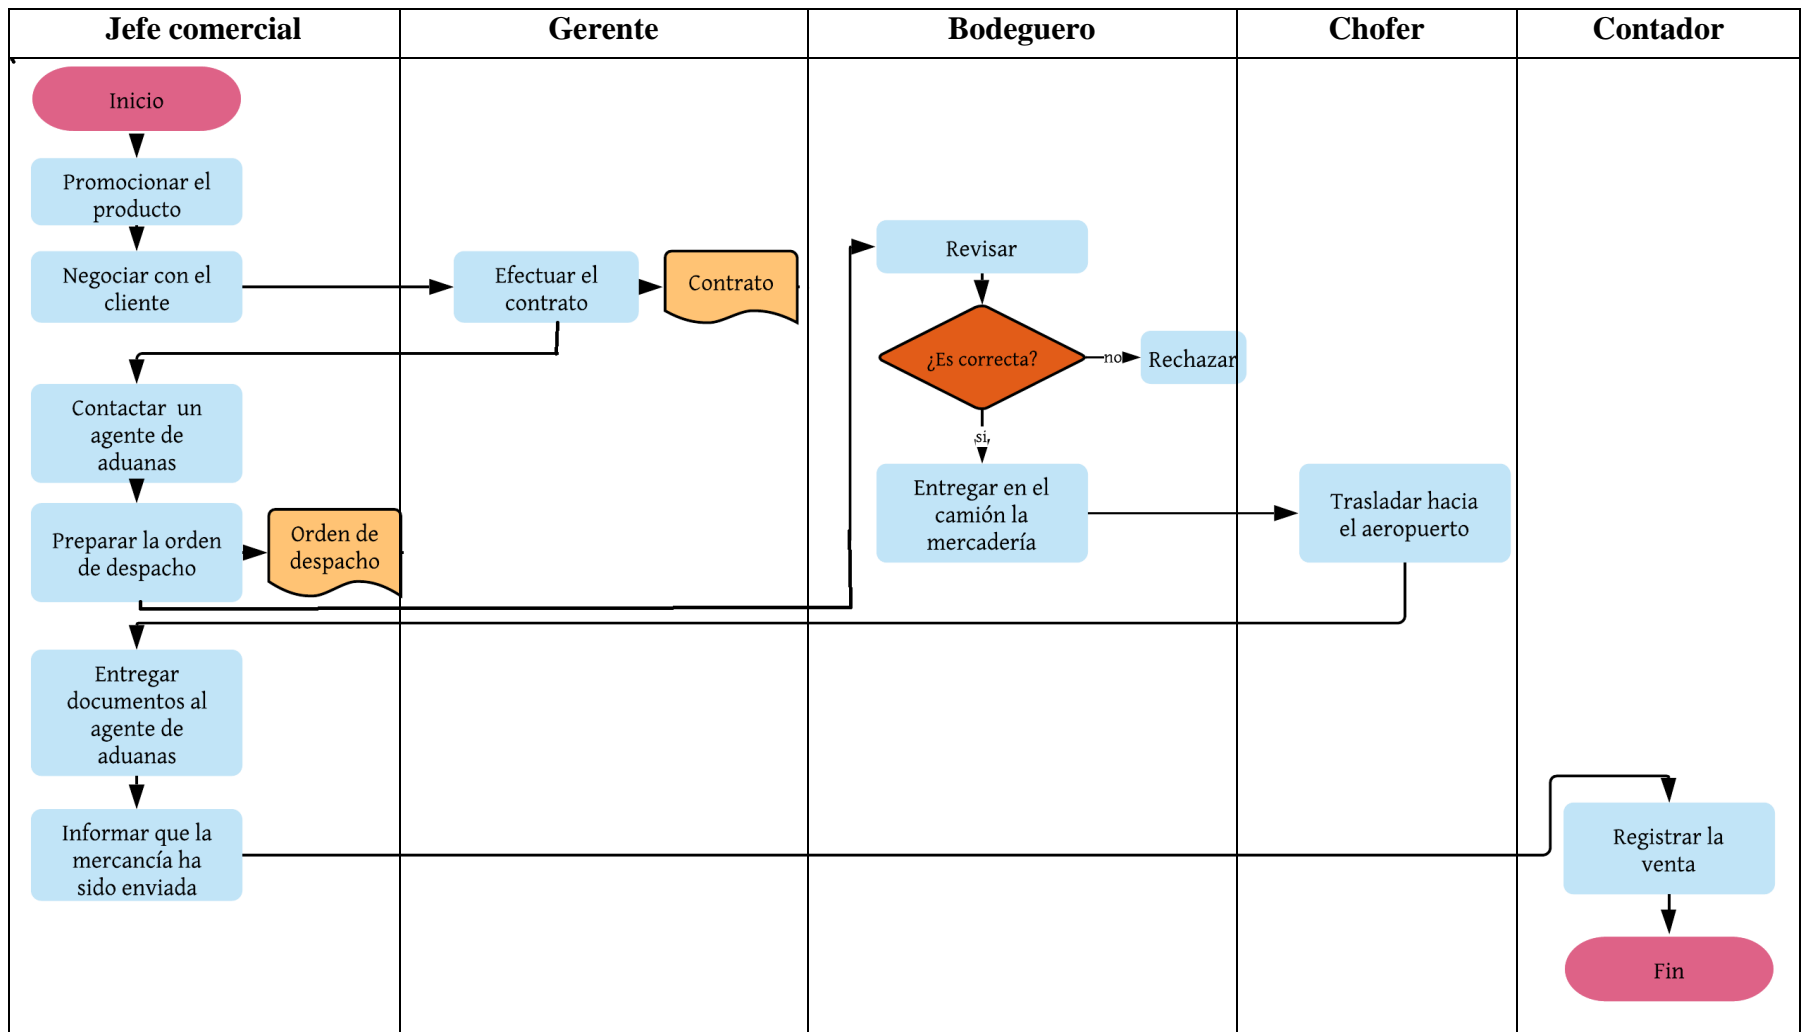 Jefe comercial
Gerente
Bodeguero
Chofer
Contador
Inicio
Promocionar el
producto
Negociar con el
cliente
Efectuar el
contrato
Contrato
Contactar un
agente de
aduanas
Preparar la orden
de despacho
Orden de
despacho
Revisar
¿Es correcta?
no
Rechazar
si
Entregar en el
camión la
mercadería
Trasladar hacia
el aeropuerto
Entregar
documentos al
agente de
aduanas
Informar que la
mercancía ha
sido enviada
Registrar la
venta
Fin